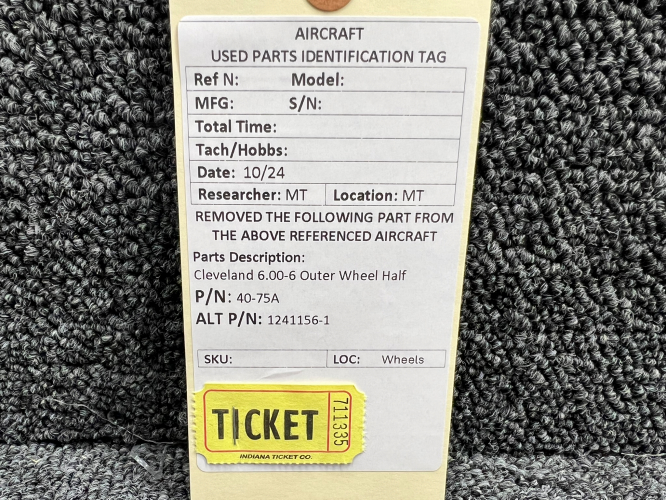 AIRCRAFT
USED PARTS IDENTIFICATION TAG
Ref N: Model:
MFG: S/N:
Total Time:
Tach/Hobbs:
Date: 10/24
Researcher: MT Location: MT
REMOVED THE FOLLOWING PART FROM
THE ABOVE REFERENCED AIRCRAFT
Parts Description:
Cleveland 6.00-6 Outer Wheel Half
P/N: 40-75A
ALT P/N: 1241156-1
SKU: LOC: Wheels
TICKET 711335
INDIANA TICKET CO.